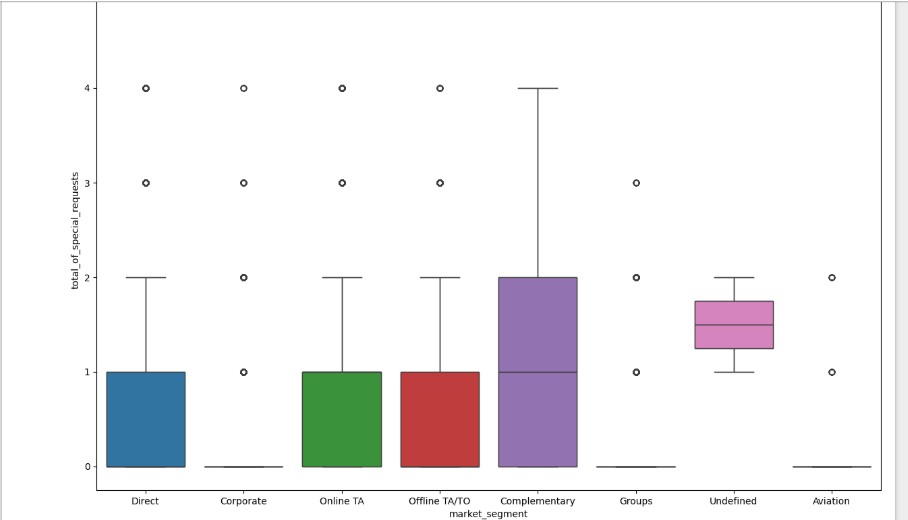 4
3
2
1
0
total_of_special_requests
Direct Corporate Online TA Offline TA/TO Complementary Groups Undefined Aviation
market_segment